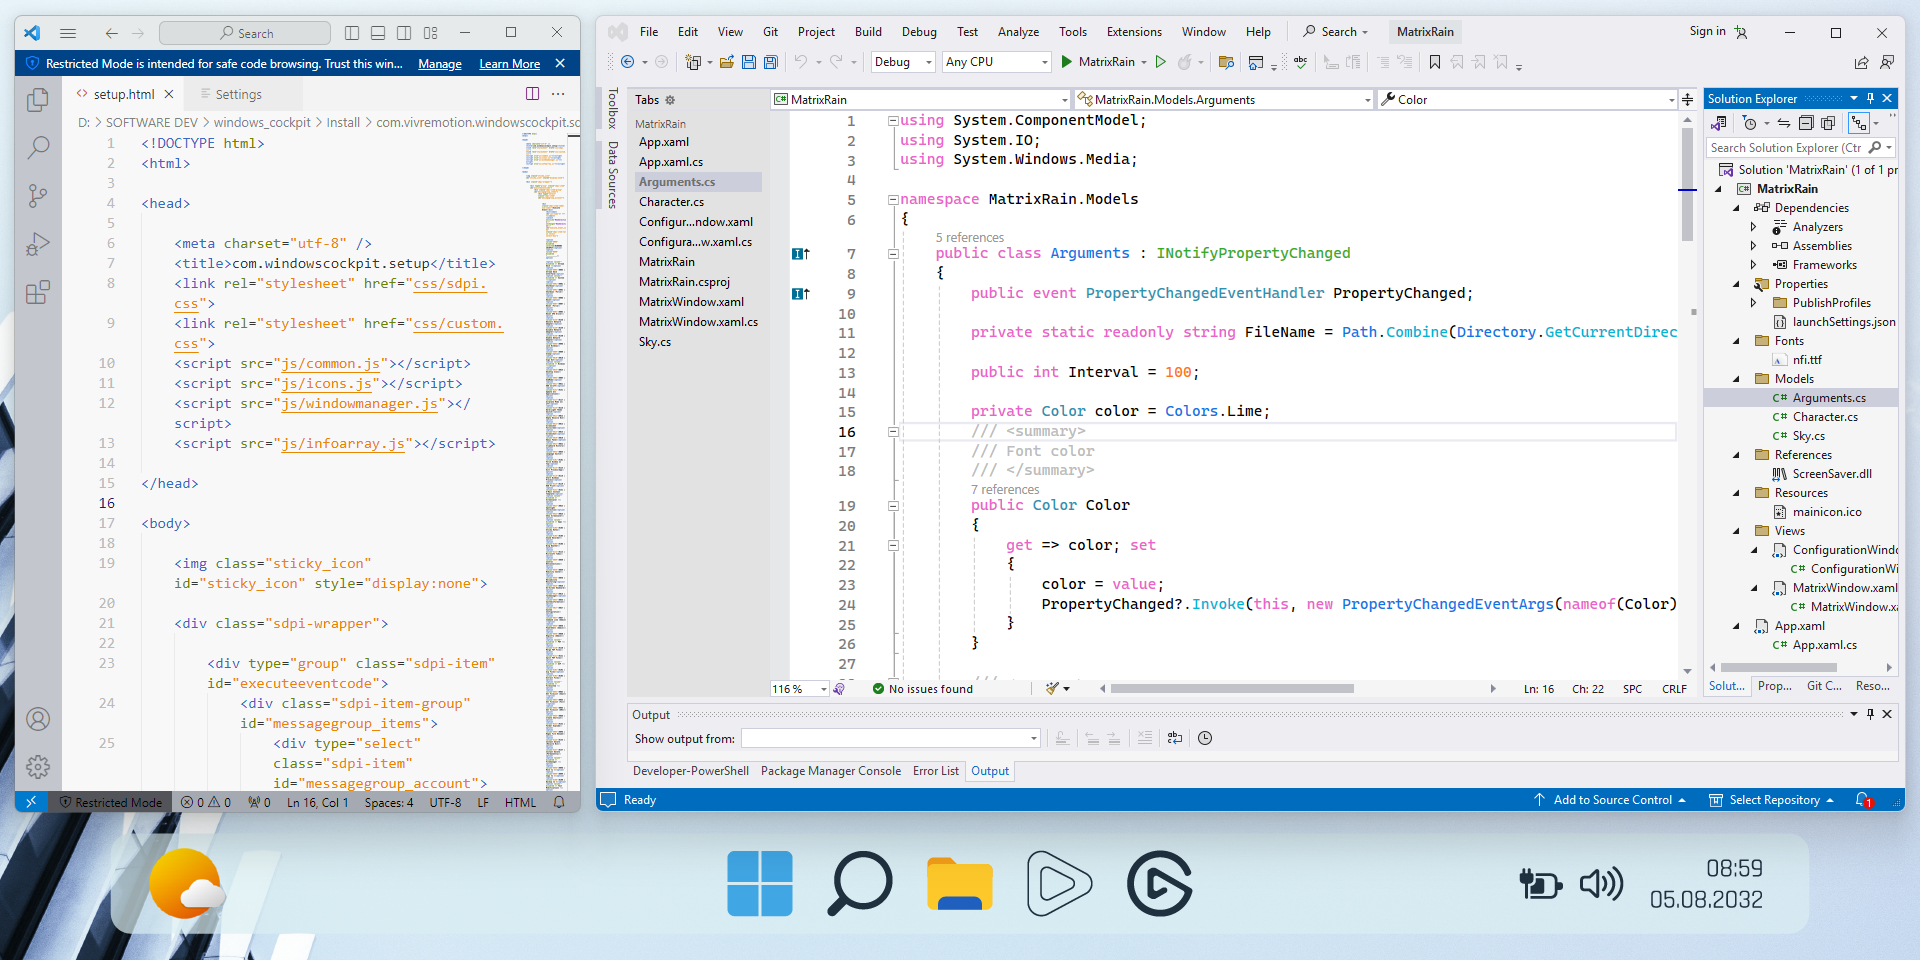 Search
Restricted Mode is intended for safe code browsing. Trust this win... Manage Learn More
setup.html
Settings
D: > SOFTWARE DEV > windows_cockpit > Install > com.vivremotion.windowscockpit.sc
1 <!DOCTYPE html>
2 <html>
3
4 <head>
5
6 <meta charset="utf-8" />
7 <title>com.windowscockpit.setup</title>
8 <link rel="stylesheet" href="css/sdpi.
css">
9 <link rel="stylesheet" href="css/custom.
css">
10 <script src="js/common.js"></script>
11 <script src="js/icons.js"></script>
12 <script src="js/windowmanager.js"></
script>
13 <script src="js/infoarray.js"></script>
14
15 </head>
16
17 <body>
18
19 <img class="sticky_icon"
id="sticky_icon" style="display:none">
20
21 <div class="sdpi-wrapper">
22
23 <div type="group" class="sdpi-item"
id="executeeventcode">
24 <div class="sdpi-item-group"
id="messagegroup_items">
25 <div type="select"
class="sdpi-item"
id="messagegroup_account">
Restricted Mode 0 0 0 Ln 16, Col 1 Spaces: 4 UTF-8 LF HTML
File Edit View Git Project Build Debug Test Analyze Tools Extensions Window Help Search MatrixRain Sign in
Debug Any CPU MatrixRain
Toolbox
Data Sources
Tabs
MatrixRain
App.xaml
App.xaml.cs
Arguments.cs
Character.cs
Configur...ndow.xaml
Configura...w.xaml.cs
MatrixRain
MatrixRain.csproj
MatrixWindow.xaml
MatrixWindow.xaml.cs
Sky.cs
MatrixRain MatrixRain.Models.Arguments Color
1 using System.ComponentModel;
2 using System.IO;
3 using System.Windows.Media;
4
5 namespace MatrixRain.Models
6 {
5 references
7 public class Arguments : INotifyPropertyChanged
8 {
9 public event PropertyChangedEventHandler PropertyChanged;
10
11 private static readonly string FileName = Path.Combine(Directory.GetCurrentDirec
12
13 public int Interval = 100;
14
15 private Color color = Colors.Lime;
16 /// <summary>
17 /// Font color
18 /// </summary>
7 references
19 public Color Color
20 {
21 get => color; set
22 {
23 color = value;
24 PropertyChanged?.Invoke(this, new PropertyChangedEventArgs(nameof(Color)
25 }
26 }
27
116 % No issues found Ln: 16 Ch: 22 SPC CRLF
Solution Explorer
Search Solution Explorer (Ctr
Solution 'MatrixRain' (1 of 1 pr
MatrixRain
Dependencies
Analyzers
Assemblies
Frameworks
Properties
PublishProfiles
launchSettings.json
Fonts
nfi.ttf
Models
C# Arguments.cs
C# Character.cs
C# Sky.cs
References
ScreenSaver.dll
Resources
mainicon.ico
Views
ConfigurationWindo
C# ConfigurationWi
MatrixWindow.xaml
C# MatrixWindow.xa
App.xaml
C# App.xaml.cs
Solut... Prop... Git C... Reso...
Output
Show output from:
Developer-PowerShell Package Manager Console Error List Output
Ready Add to Source Control Select Repository 1
08:59
05.08.2032